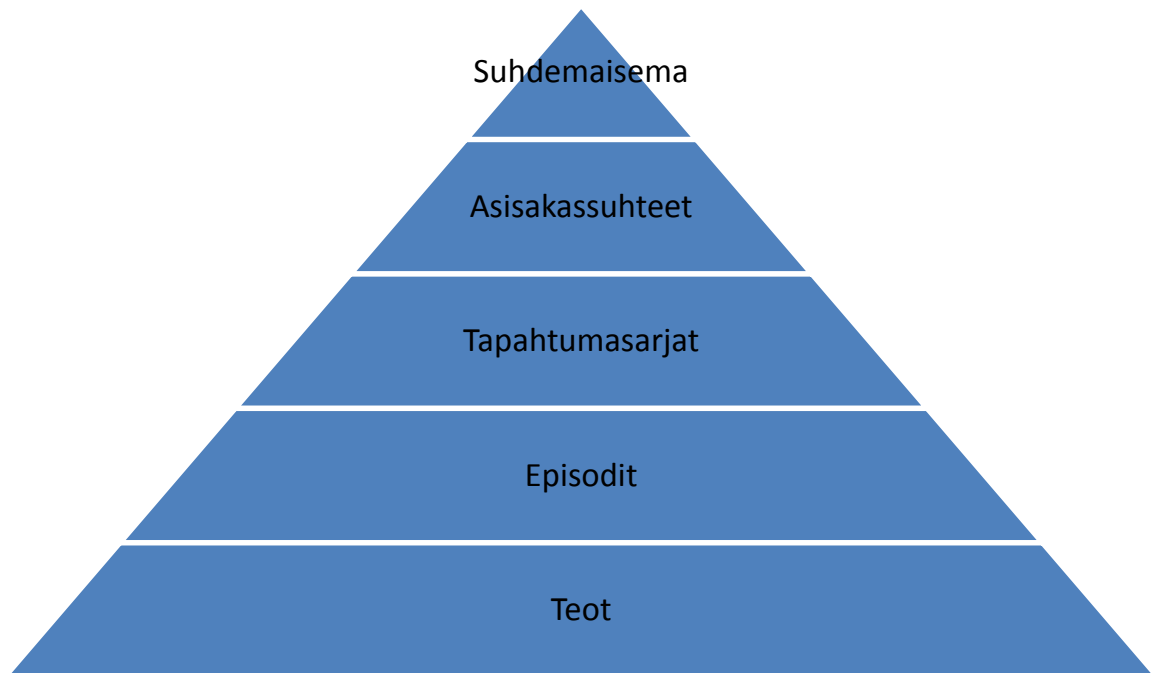 Suhdemaisema
Asisakassuhteet
Tapahtumasarjat
Episodit
Teot